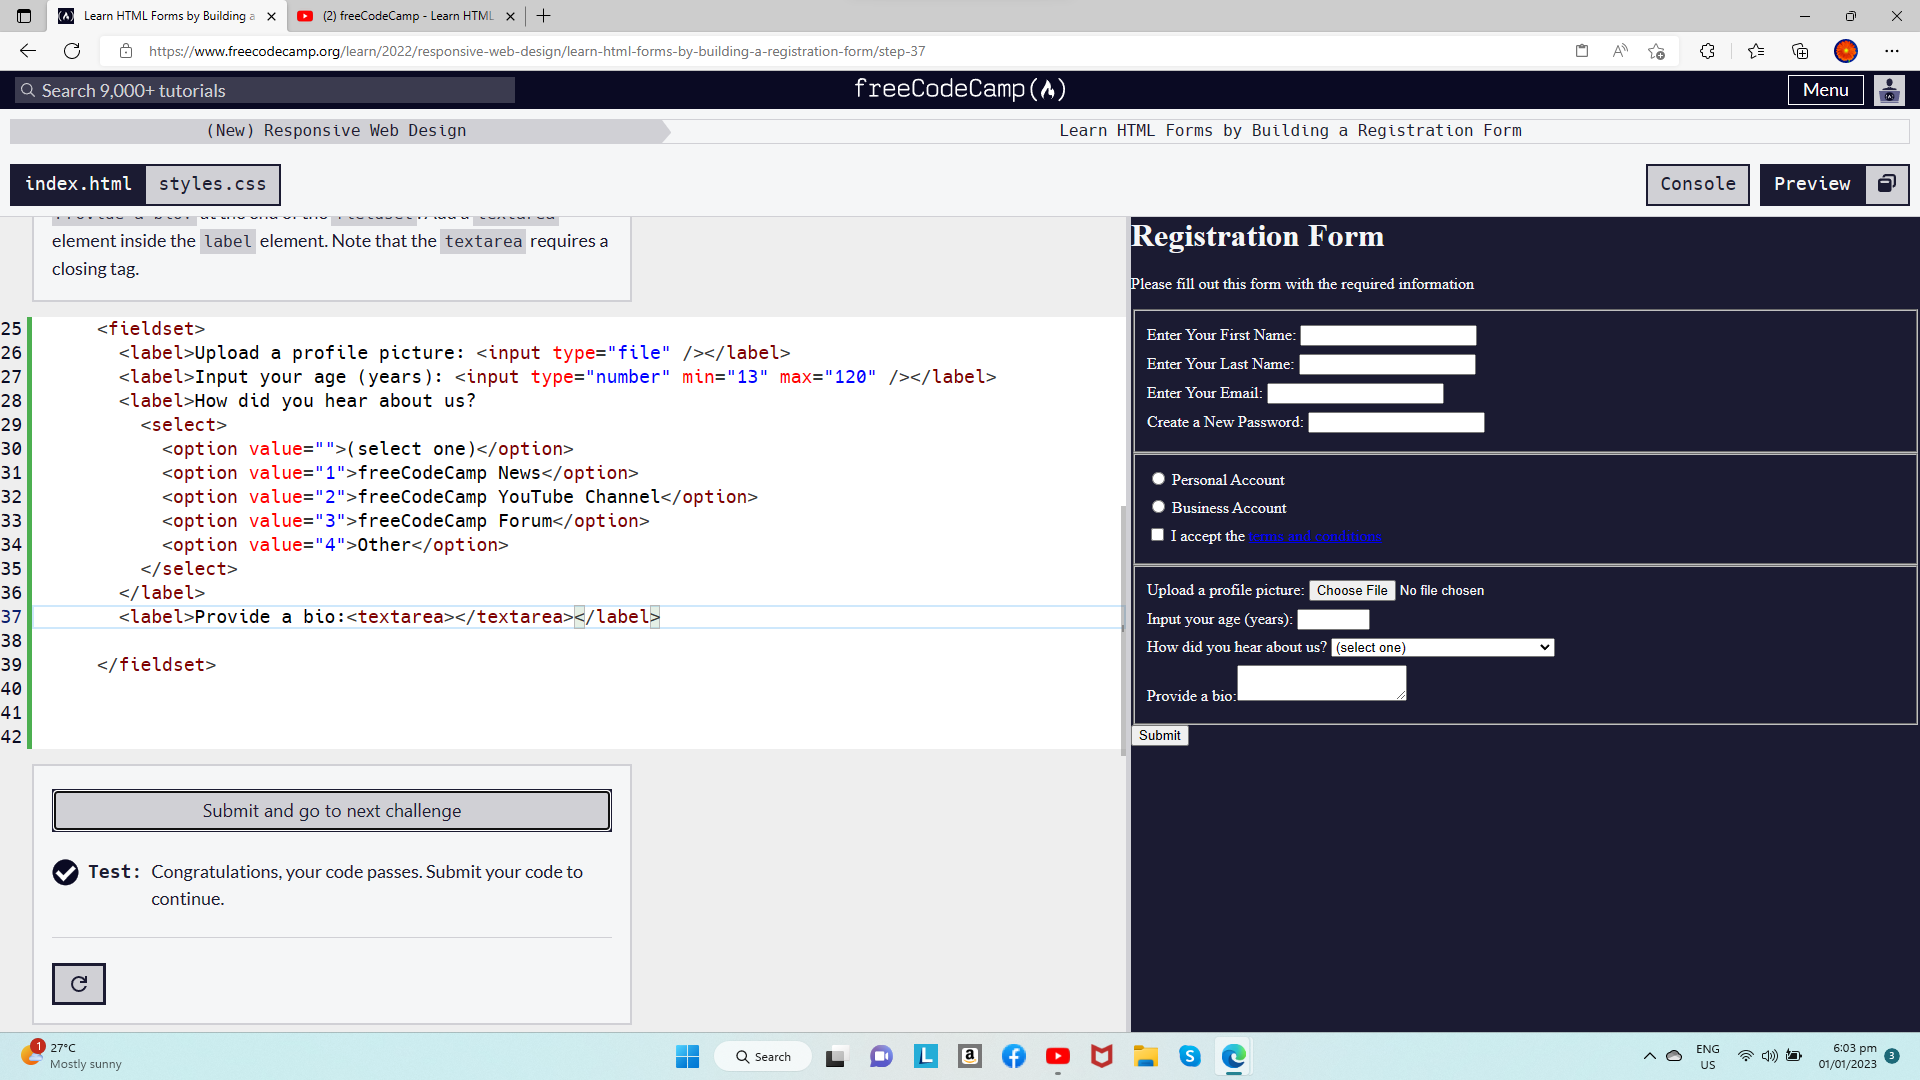 Learn HTML Forms by Building a
(2) freeCodeCamp - Learn HTML
https://www.freecodecamp.org/learn/2022/responsive-web-design/learn-html-forms-by-building-a-registration-form/step-37
Search 9,000+ tutorials
freeCodeCamp
Menu
(New) Responsive Web Design
Learn HTML Forms by Building a Registration Form
index.html
styles.css
Console
Preview
element inside the label element. Note that the textarea requires a
closing tag.
25 <fieldset>
26 <label>Upload a profile picture: <input type="file" /></label>
27 <label>Input your age (years): <input type="number" min="13" max="120" /></label>
28 <label>How did you hear about us?
29 <select>
30 <option value="">(select one)</option>
31 <option value="1">freeCodeCamp News</option>
32 <option value="2">freeCodeCamp YouTube Channel</option>
33 <option value="3">freeCodeCamp Forum</option>
34 <option value="4">Other</option>
35 </select>
36 </label>
37 <label>Provide a bio:<textarea></textarea></label>
38
39 </fieldset>
40
41
42
Submit and go to next challenge
Test: Congratulations, your code passes. Submit your code to
continue.
Registration Form
Please fill out this form with the required information
Enter Your First Name:
Enter Your Last Name:
Enter Your Email:
Create a New Password:
Personal Account
Business Account
I accept the terms and conditions
Upload a profile picture: Choose File No file chosen
Input your age (years):
How did you hear about us? (select one)
Provide a bio:
Submit
1
27°C
Mostly sunny
Search
L
a
S
ENG
US
6:03 pm
01/01/2023
3